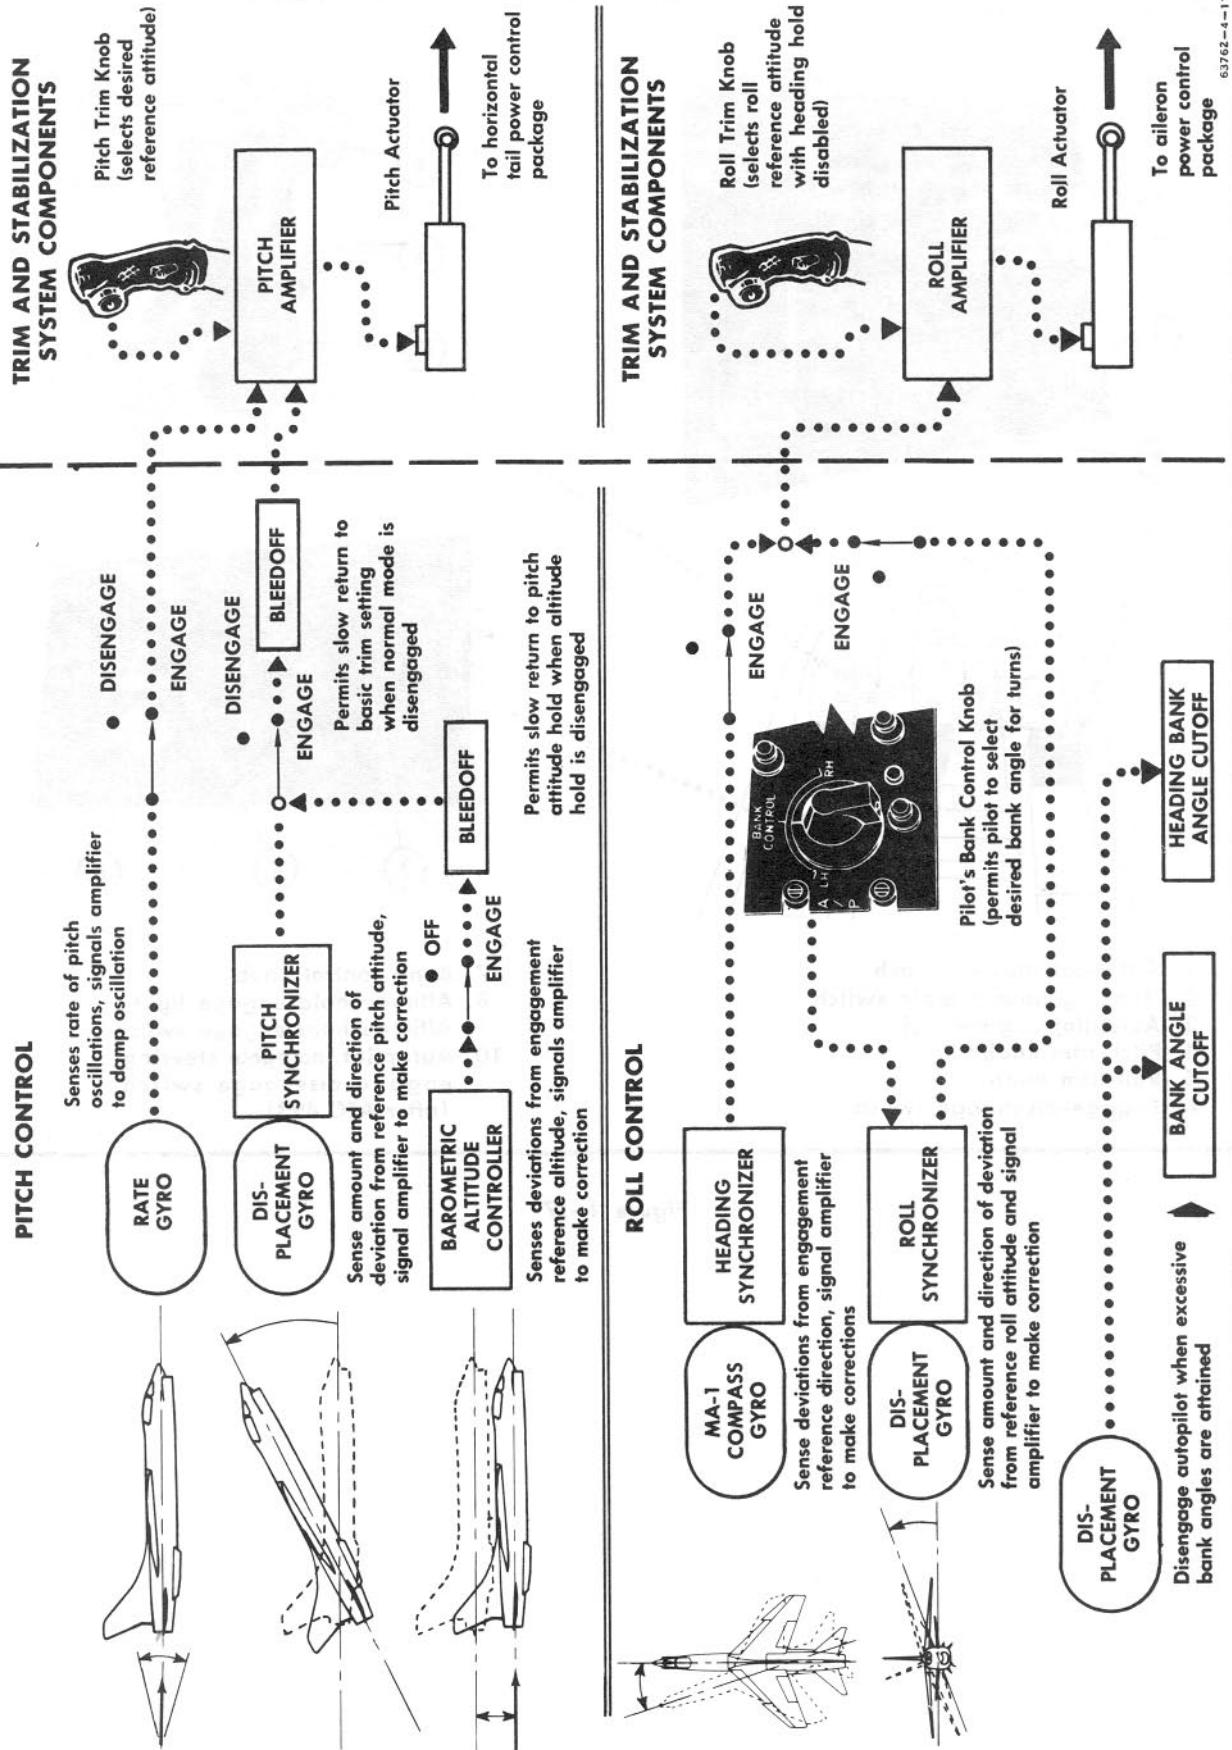 PITCH CONTROL
TRIM AND STABILIZATION
SYSTEM COMPONENTS
RATE
GYRO
Senses rate of pitch
oscillations, signals amplifier
to damp oscillation
DISENGAGE
ENGAGE
Pitch Trim Knob
(selects desired
reference attitude)
DIS-
PLACEMENT
GYRO
PITCH
SYNCHRONIZER
Sense amount and direction of
deviation from reference pitch attitude,
signal amplifier to make correction
DISENGAGE
ENGAGE
BLEEDOFF
Permits slow return to
basic trim setting
when normal mode is
disengaged
PITCH
AMPLIFIER
Pitch Actuator
To horizontal
tail power control
package
BAROMETRIC
ALTITUDE
CONTROLLER
OFF
ENGAGE
BLEEDOFF
Senses deviations from engagement
reference altitude, signals amplifier
to make correction
Permits slow return to pitch
attitude hold when altitude
hold is disengaged
ROLL CONTROL
TRIM AND STABILIZATION
SYSTEM COMPONENTS
MA-1
COMPASS
GYRO
HEADING
SYNCHRONIZER
Sense deviations from engagement
reference direction, signal amplifier
to make corrections
ENGAGE
BANK
CONTROL
A
/
P
LH
RH
ENGAGE
Roll Trim Knob
(selects roll
reference attitude
with heading hold
disabled)
DIS-
PLACEMENT
GYRO
ROLL
SYNCHRONIZER
Sense amount and direction of deviation
from reference roll attitude and signal
amplifier to make correction
Pilot's Bank Control Knob
(permits pilot to select
desired bank angle for turns)
ROLL
AMPLIFIER
Roll Actuator
To aileron
power control
package
DIS-
PLACEMENT
GYRO
BANK ANGLE
CUTOFF
HEADING BANK
ANGLE CUTOFF
Disengage autopilot when excessive
bank angles are attained